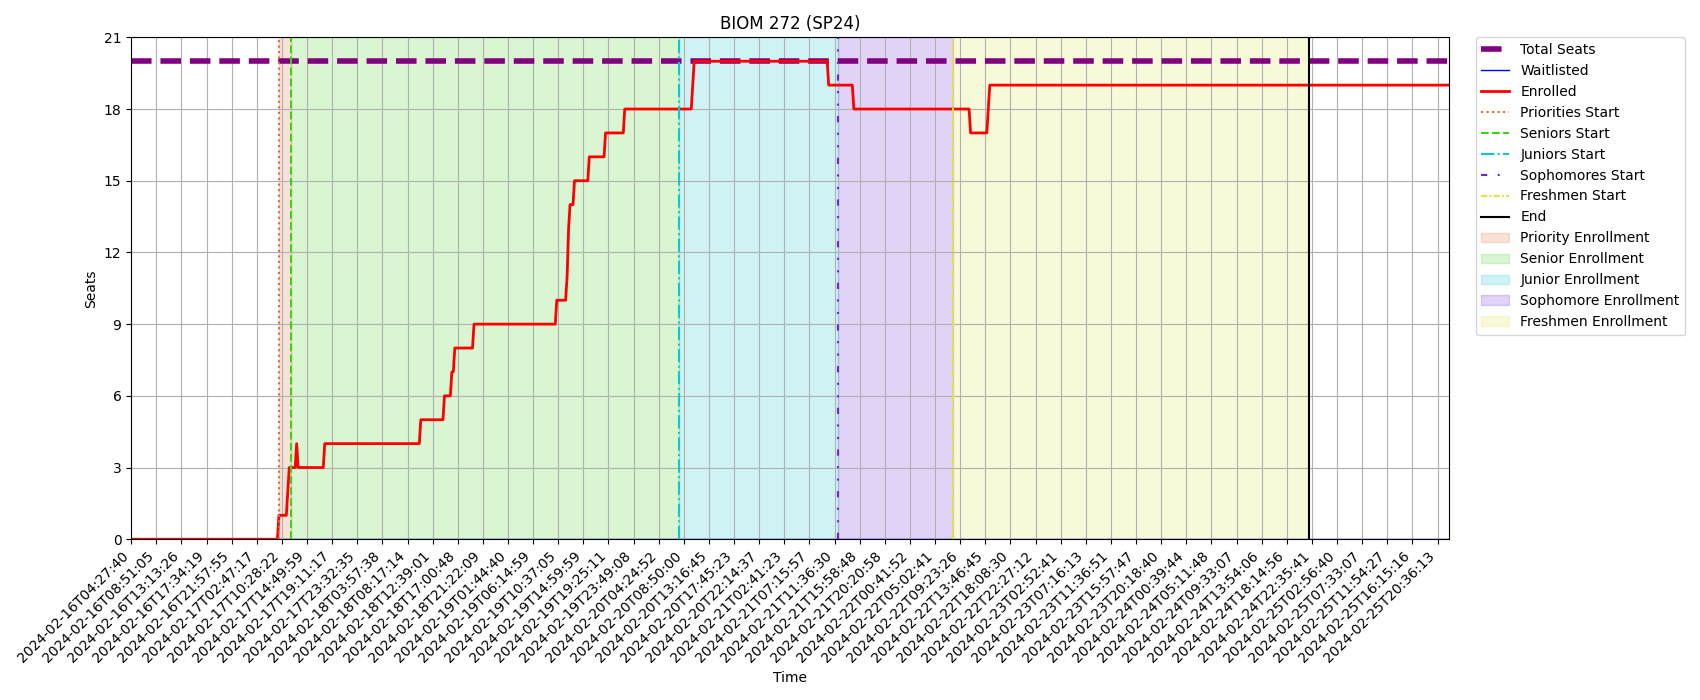 BIOM 272 (SP24)
21
18
15
12
9
6
3
0
Seats
2024-02-16T04:27:40
2024-02-16T08:51:05
2024-02-16T13:13:26
2024-02-16T17:34:19
2024-02-16T21:57:55
2024-02-17T02:47:17
2024-02-17T10:28:22
2024-02-17T14:49:59
2024-02-17T19:11:17
2024-02-17T23:32:35
2024-02-18T03:57:38
2024-02-18T08:17:14
2024-02-18T12:39:01
2024-02-18T17:00:48
2024-02-18T21:22:09
2024-02-19T01:44:40
2024-02-19T06:14:59
2024-02-19T10:37:05
2024-02-19T14:59:59
2024-02-19T19:25:11
2024-02-19T23:49:08
2024-02-20T04:24:52
2024-02-20T08:50:00
2024-02-20T13:16:45
2024-02-20T17:45:23
2024-02-20T22:14:37
2024-02-21T02:41:23
2024-02-21T07:15:57
2024-02-21T11:36:30
2024-02-21T15:58:48
2024-02-21T20:20:58
2024-02-22T00:41:52
2024-02-22T05:02:41
2024-02-22T09:23:26
2024-02-22T13:46:45
2024-02-22T18:08:30
2024-02-22T22:27:12
2024-02-23T02:52:41
2024-02-23T07:16:13
2024-02-23T11:36:51
2024-02-23T15:57:47
2024-02-23T20:18:40
2024-02-24T00:39:44
2024-02-24T05:11:48
2024-02-24T09:33:07
2024-02-24T13:54:06
2024-02-24T18:14:56
2024-02-24T22:35:41
2024-02-25T02:56:40
2024-02-25T07:33:07
2024-02-25T11:54:27
2024-02-25T16:15:16
2024-02-25T20:36:13
Time
Total Seats
Waitlisted
Enrolled
Priorities Start
Seniors Start
Juniors Start
Sophomores Start
Freshmen Start
End
Priority Enrollment
Senior Enrollment
Junior Enrollment
Sophomore Enrollment
Freshmen Enrollment